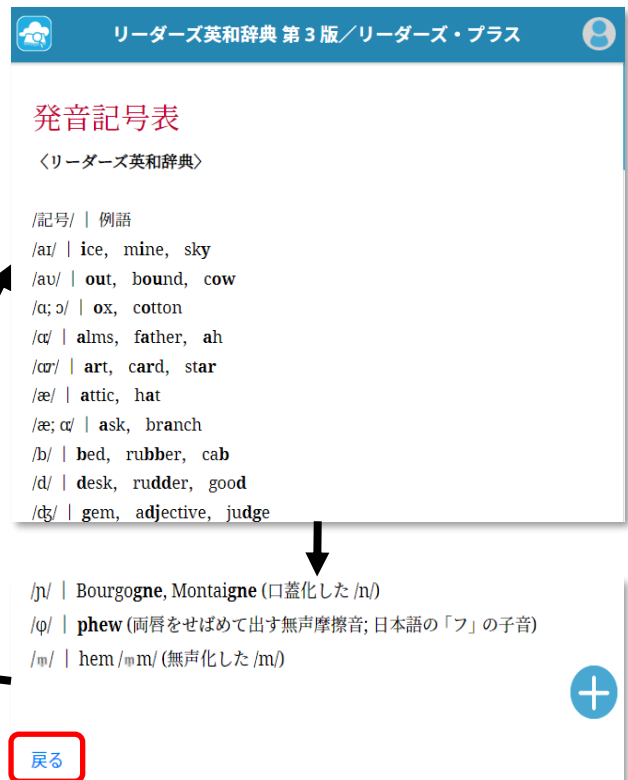 リーダーズ英和辞典 第3版／リーダーズ・プラス
発音記号表
〈リーダーズ英和辞典〉
/記号/ | 例語
/aɪ/ | ice, mine, sky
/aʊ/ | out, bound, cow
/ɑ; ɔ/ | ox, cotton
/ɑː/ | alms, father, ah
/ɑːr/ | art, card, star
/æ/ | attic, hat
/æ; ɑː/ | ask, branch
/b/ | bed, rubber, cab
/d/ | desk, rudder, good
/ʤ/ | gem, adjective, judge
/ɲ/ | Bourgogne, Montaigne (口蓋化した /n/)
/φ/ | phew (両唇をせばめて出す無声摩擦音; 日本語の「フ」の子音)
/m̥/ | hem /m̥m/ (無声化した /m/)
戻る